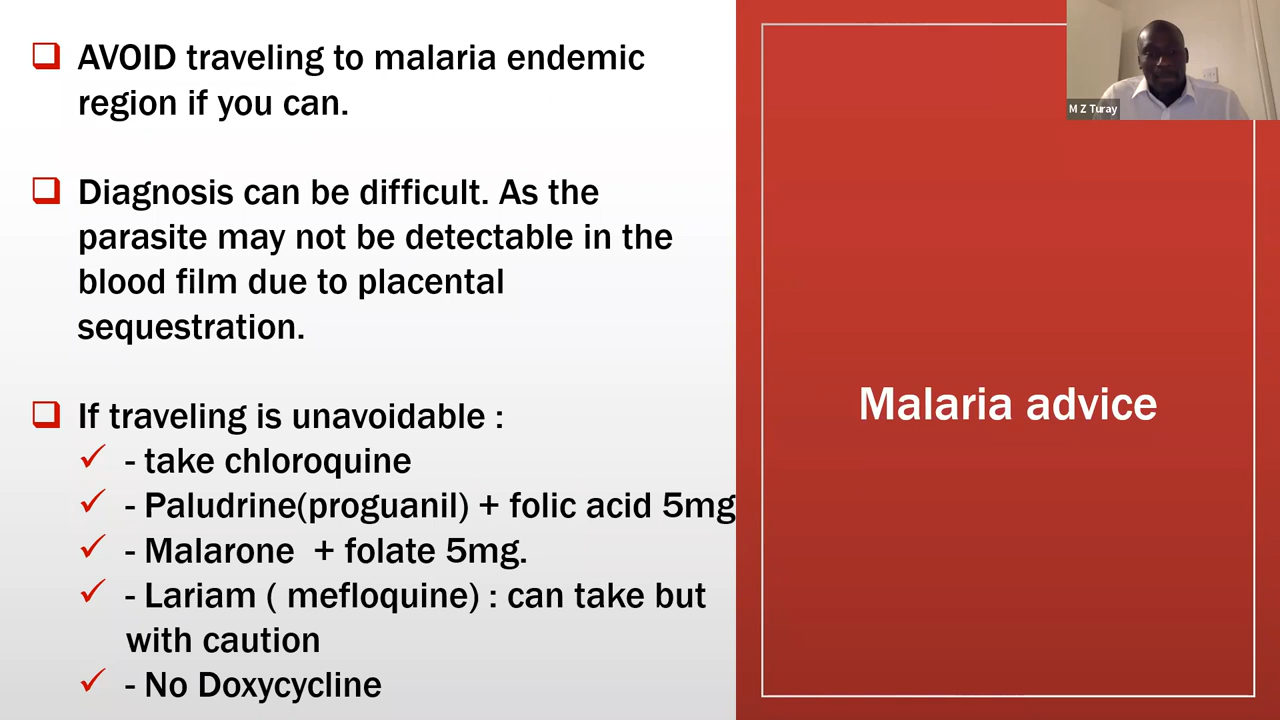 AVOID traveling to malaria endemic
region if you can.
Diagnosis can be difficult. As the
parasite may not be detectable in the
blood film due to placental
sequestration.
If traveling is unavoidable :
- take chloroquine
- Paludrine(proguanil) + folic acid 5mg
- Malarone + folate 5mg.
- Lariam ( mefloquine) : can take but
with caution
- No Doxycycline
Malaria advice
M Z Turay